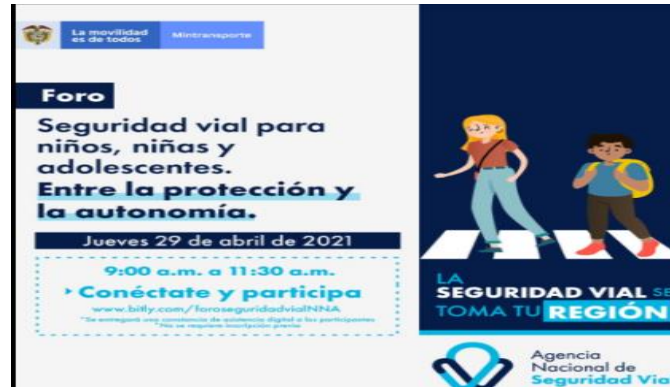 La movilidad
es de todos
Mintransporte
Foro
Seguridad vial para
niños, niñas y
adolescentes.
Entre la protección y
la autonomía.
Jueves 29 de abril de 2021
9:00 a.m. a 11:30 a.m.
Conéctate y participa
www.bitly.com/foroseguridadvialNNA
*Se entregará una constancia de asistencia digital a los participantes
*No se requiere inscripción previa
LA
SEGURIDAD VIAL SE
TOMA TU REGIÓN
Agencia
Nacional de
Seguridad Vial